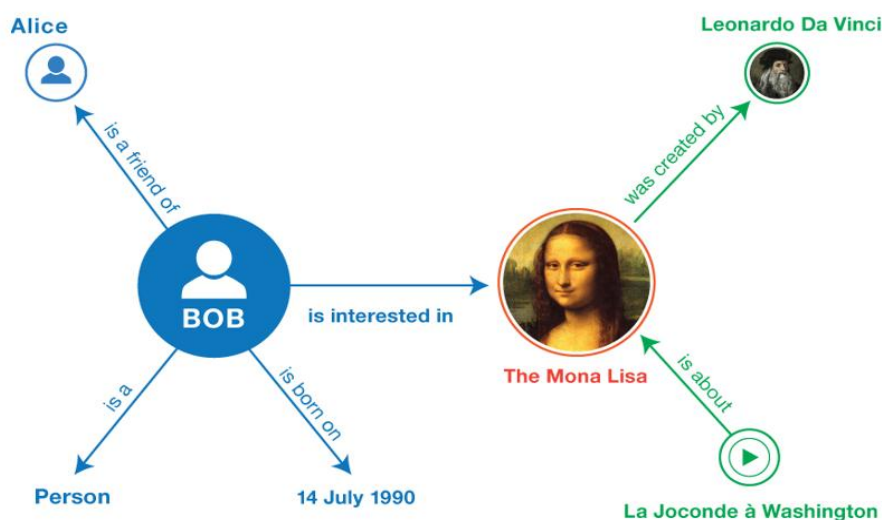 Alice
Leonardo Da Vinci
is a friend of
was created by
BOB
is interested in
The Mona Lisa
is a
is born on
is about
Person
14 July 1990
La Joconde à Washington